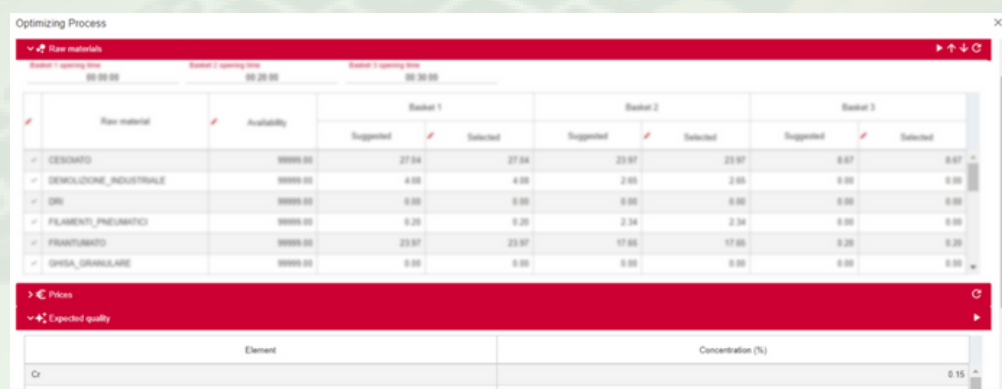 Optimizing Process
Raw materials
Basket 1 opening time Basket 2 opening time Basket 3 opening time
00:00:00 00:20:00 00:30:00
Raw material Availability Basket 1 Basket 2 Basket 3
Suggested Selected Suggested Selected Suggested Selected
CESOIATO 99999.00 27.04 27.04 23.97 23.97 8.67 8.67
DEMOLIZIONE_INDUSTRIALE 99999.00 4.08 4.08 2.65 2.65 0.00 0.00
DRI 99999.00 0.00 0.00 0.00 0.00 0.00 0.00
FILAMENTI_PNEUMATICI 99999.00 0.20 0.20 2.34 2.34 0.00 0.00
FRANTUMATO 99999.00 23.97 23.97 17.65 17.65 0.20 0.20
GHISA_GRANULARE 99999.00 0.00 0.00 0.00 0.00 0.00 0.00
€ Prices
Expected quality
Element Concentration (%)
Cr 0.15